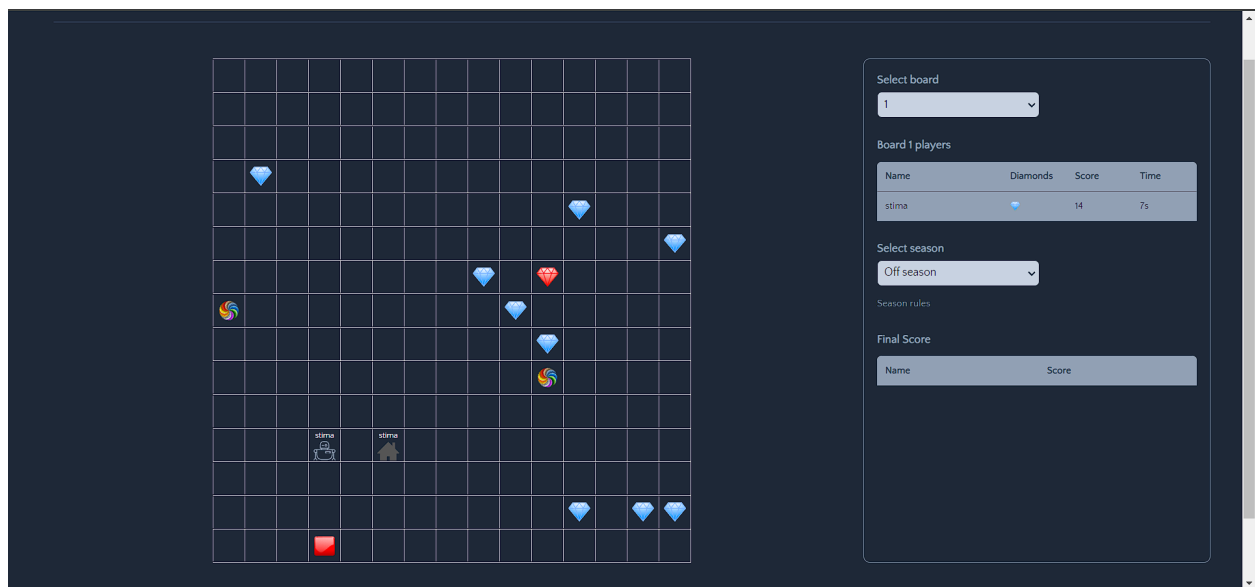 Select board
1
Board 1 players
Name Diamonds Score Time
stima 14 7s
Select season
Off season
Season rules
Final Score
Name Score
stima stima